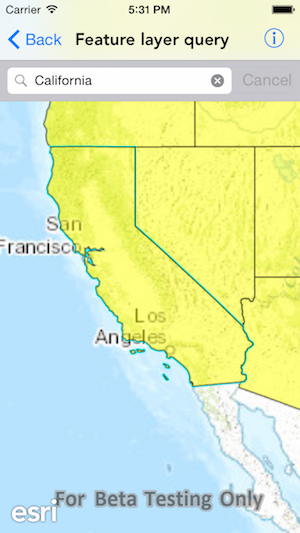 Carrier 5:31 PM
Back Feature layer query
California Cancel
San
Francisco
Los
Angeles
For Beta Testing Only
esri